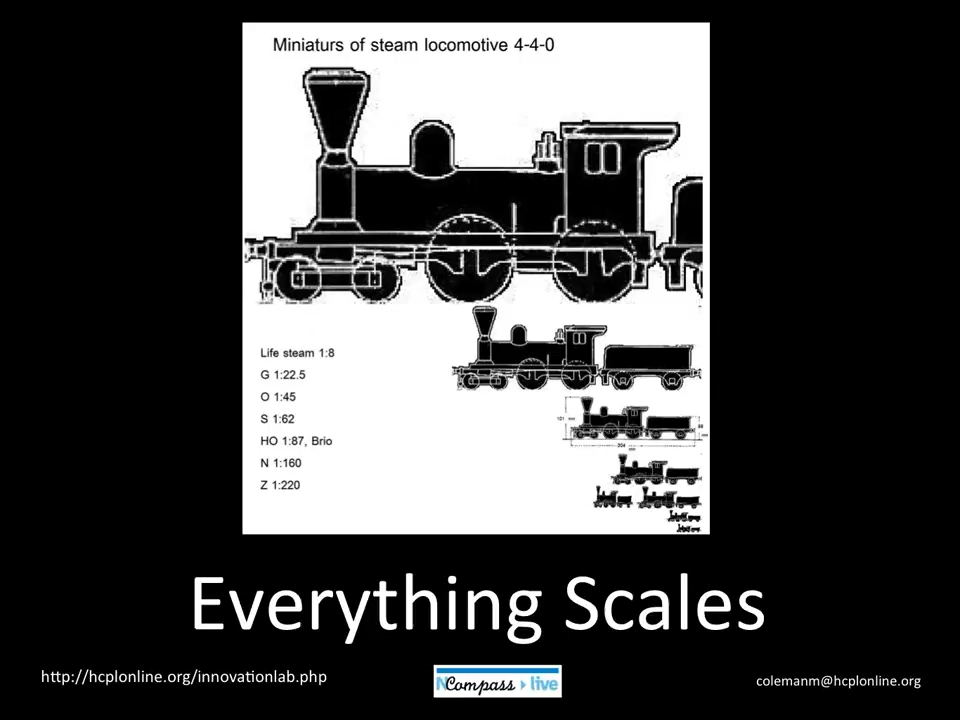 Miniaturs of steam locomotive 4-4-0
Life steam 1:8
G 1:22.5
O 1:45
S 1:62
HO 1:87, Brio
N 1:160
Z 1:220
Everything Scales
http://hcplonline.org/innovationlab.php
NCompass live
colemanm@hcplonline.org